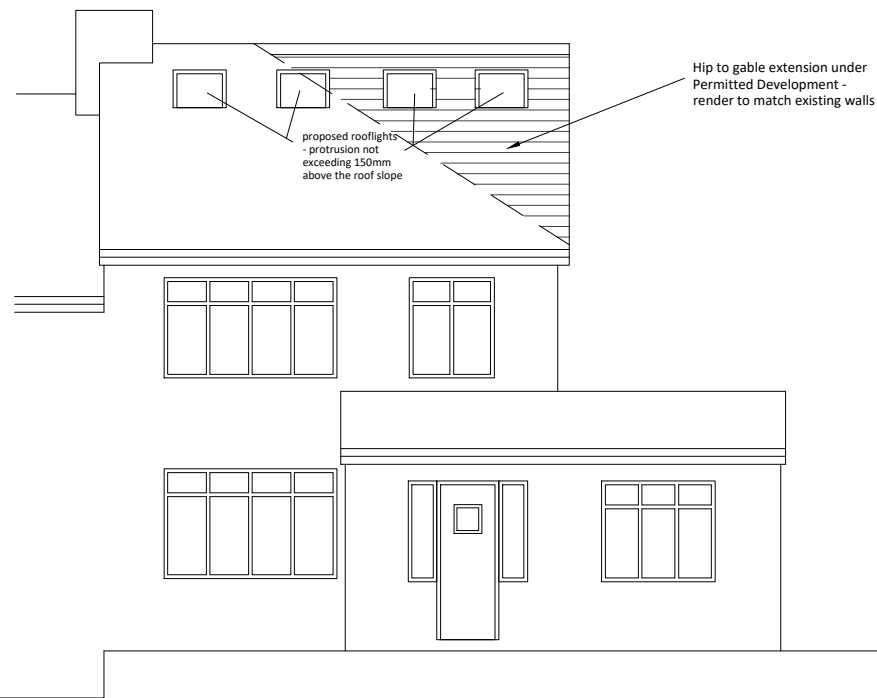 Hip to gable extension under
Permitted Development -
render to match existing walls
proposed rooflights
- protrusion not
exceeding 150mm
above the roof slope